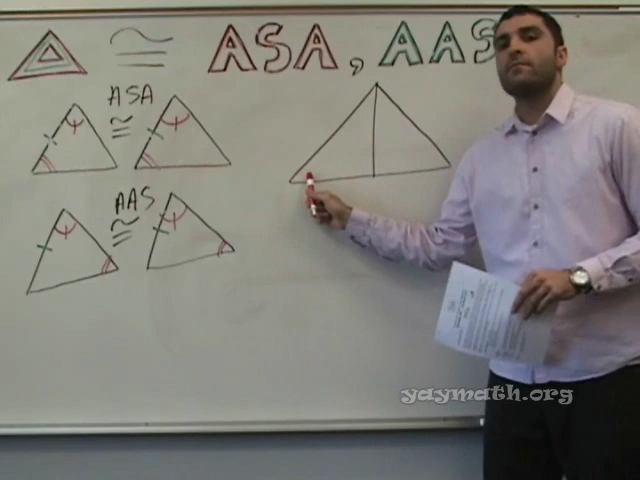 ≅ ASA, AAS
ASA
≅
AAS
≅
yaymath.org